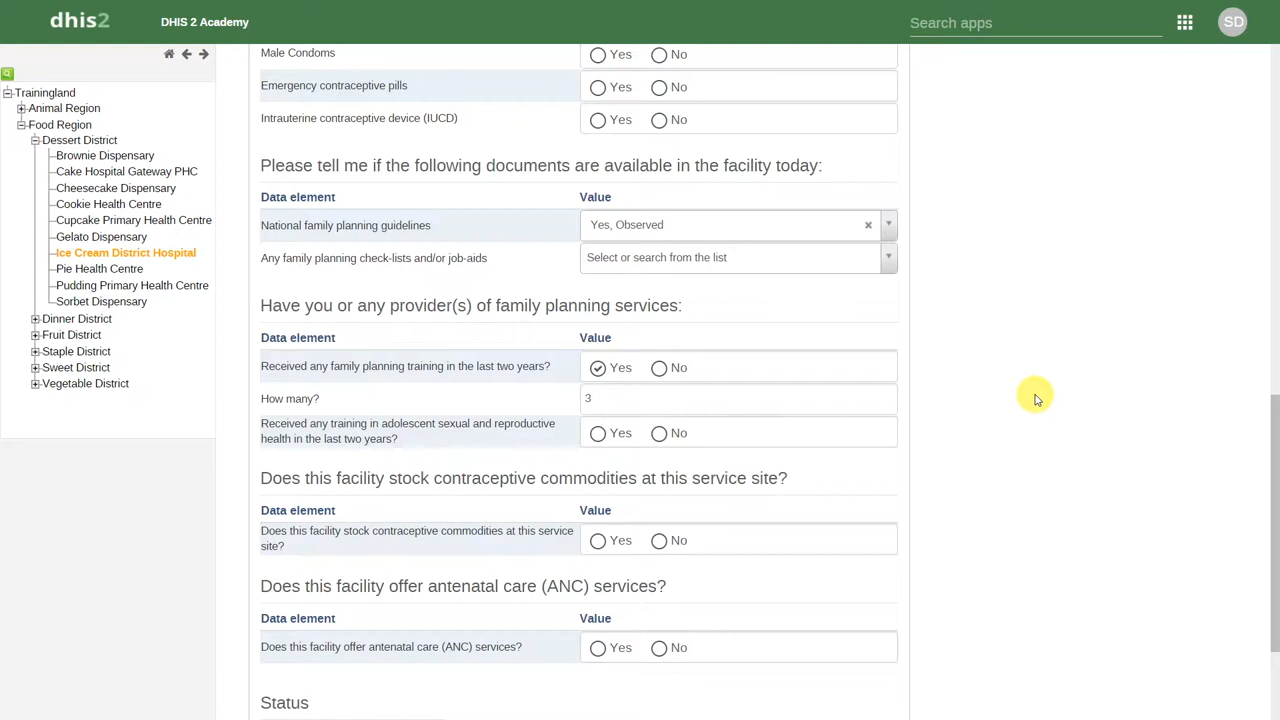 dhis2
DHIS 2 Academy
Search apps
SD
Trainingland
Animal Region
Food Region
Dessert District
Brownie Dispensary
Cake Hospital Gateway PHC
Cheesecake Dispensary
Cookie Health Centre
Cupcake Primary Health Centre
Gelato Dispensary
Ice Cream District Hospital
Pie Health Centre
Pudding Primary Health Centre
Sorbet Dispensary
Dinner District
Fruit District
Staple District
Sweet District
Vegetable District
Male Condoms Yes No
Emergency contraceptive pills Yes No
Intrauterine contraceptive device (IUCD) Yes No
Please tell me if the following documents are available in the facility today:
Data element Value
National family planning guidelines Yes, Observed
Any family planning check-lists and/or job-aids Select or search from the list
Have you or any provider(s) of family planning services:
Data element Value
Received any family planning training in the last two years? Yes No
How many? 3
Received any training in adolescent sexual and reproductive
health in the last two years? Yes No
Does this facility stock contraceptive commodities at this service site?
Data element Value
Does this facility stock contraceptive commodities at this service
site? Yes No
Does this facility offer antenatal care (ANC) services?
Data element Value
Does this facility offer antenatal care (ANC) services? Yes No
Status